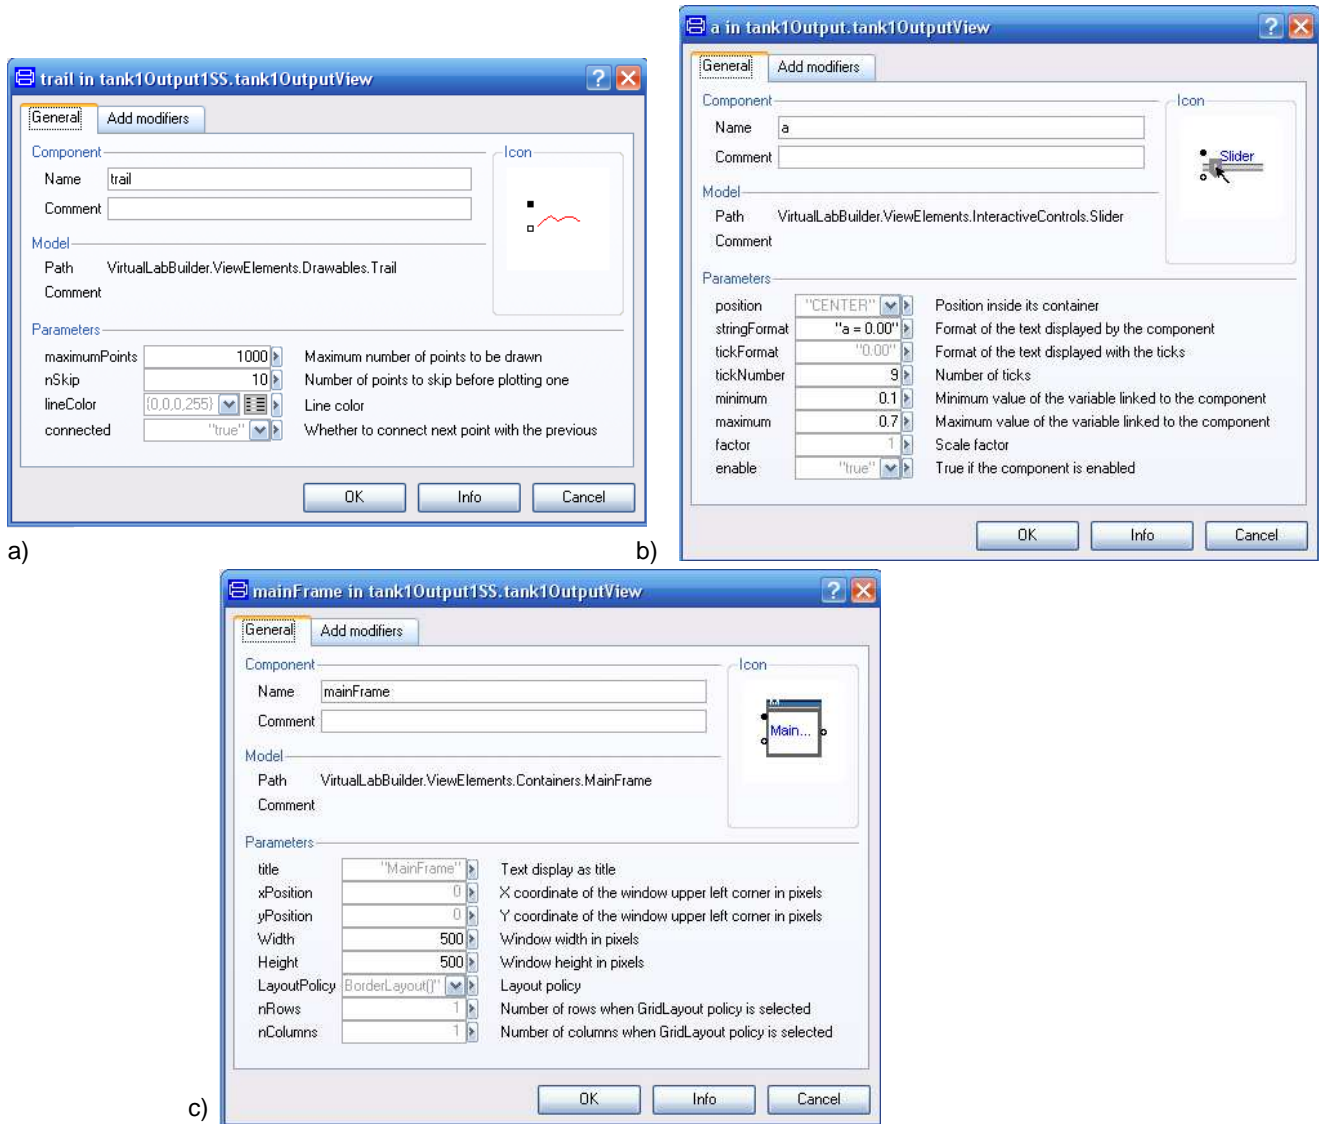 trail in tank1Output1SS.tank1OutputView
General Add modifiers
Component Icon
Name trail
Comment
Model
Path VirtualLabBuilder.ViewElements.Drawables.Trail
Comment
Parameters
maximumPoints 1000 Maximum number of points to be drawn
nSkip 10 Number of points to skip before plotting one
lineColor {0,0,0,255} Line color
connected "true" Whether to connect next point with the previous
OK Info Cancel
a)
a in tank1Output.tank1OutputView
General Add modifiers
Component Icon
Name a
Comment
Slider
Model
Path VirtualLabBuilder.ViewElements.InteractiveControls.Slider
Comment
Parameters
position "CENTER" Position inside its container
stringFormat "a = 0.00" Format of the text displayed by the component
tickFormat "0.00" Format of the text displayed with the ticks
tickNumber 9 Number of ticks
minimum 0.1 Minimum value of the variable linked to the component
maximum 0.7 Maximum value of the variable linked to the component
factor 1 Scale factor
enable "true" True if the component is enabled
OK Info Cancel
b)
mainFrame in tank1Output1SS.tank1OutputView
General Add modifiers
Component Icon
Name mainFrame
Comment
Main...
Model
Path VirtualLabBuilder.ViewElements.Containers.MainFrame
Comment
Parameters
title "MainFrame" Text display as title
xPosition 0 X coordinate of the window upper left corner in pixels
yPosition 0 Y coordinate of the window upper left corner in pixels
Width 500 Window width in pixels
Height 500 Window height in pixels
LayoutPolicy BorderLayout()" Layout policy
nRows 1 Number of rows when GridLayout policy is selected
nColumns 1 Number of columns when GridLayout policy is selected
OK Info Cancel
c)